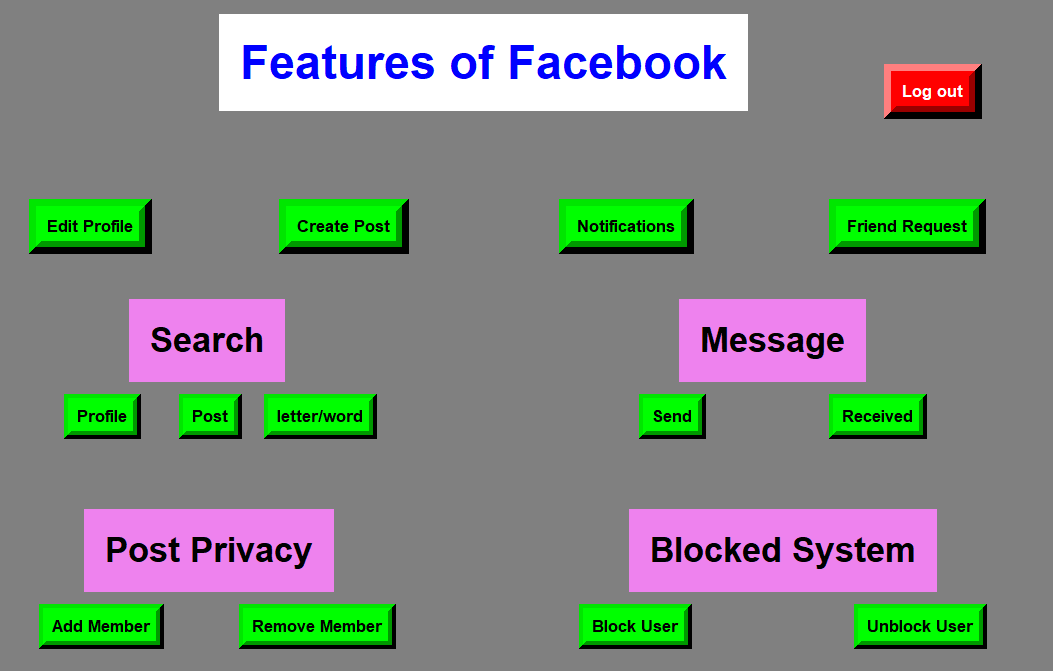 Features of Facebook
Log out
Edit Profile
Create Post
Notifications
Friend Request
Search
Message
Profile
Post
letter/word
Send
Received
Post Privacy
Blocked System
Add Member
Remove Member
Block User
Unblock User